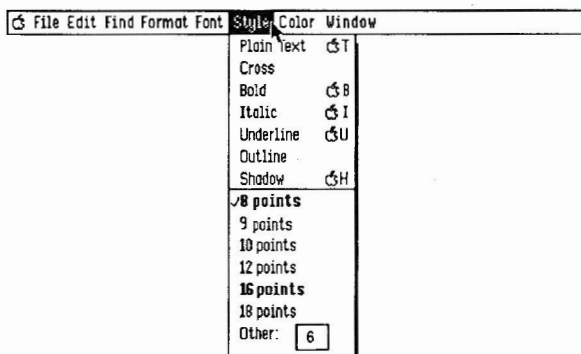 File Edit Find Format Font Style Color Window
Plain Text T
Cross
Bold B
Italic I
Underline U
Outline
Shadow H
✓8 points
9 points
10 points
12 points
16 points
18 points
Other: 6